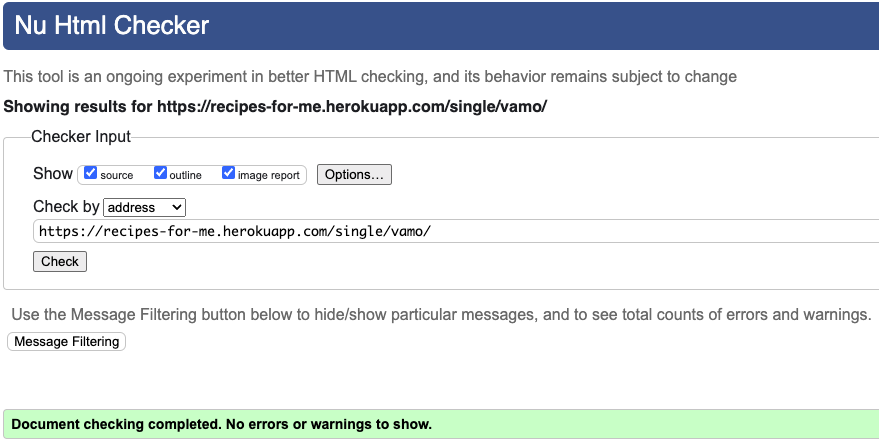 Nu Html Checker
This tool is an ongoing experiment in better HTML checking, and its behavior remains subject to change
Showing results for https://recipes-for-me.herokuapp.com/single/vamo/
Checker Input
Show source outline image report Options...
Check by address
https://recipes-for-me.herokuapp.com/single/vamo/
Check
Use the Message Filtering button below to hide/show particular messages, and to see total counts of errors and warnings.
Message Filtering
Document checking completed. No errors or warnings to show.